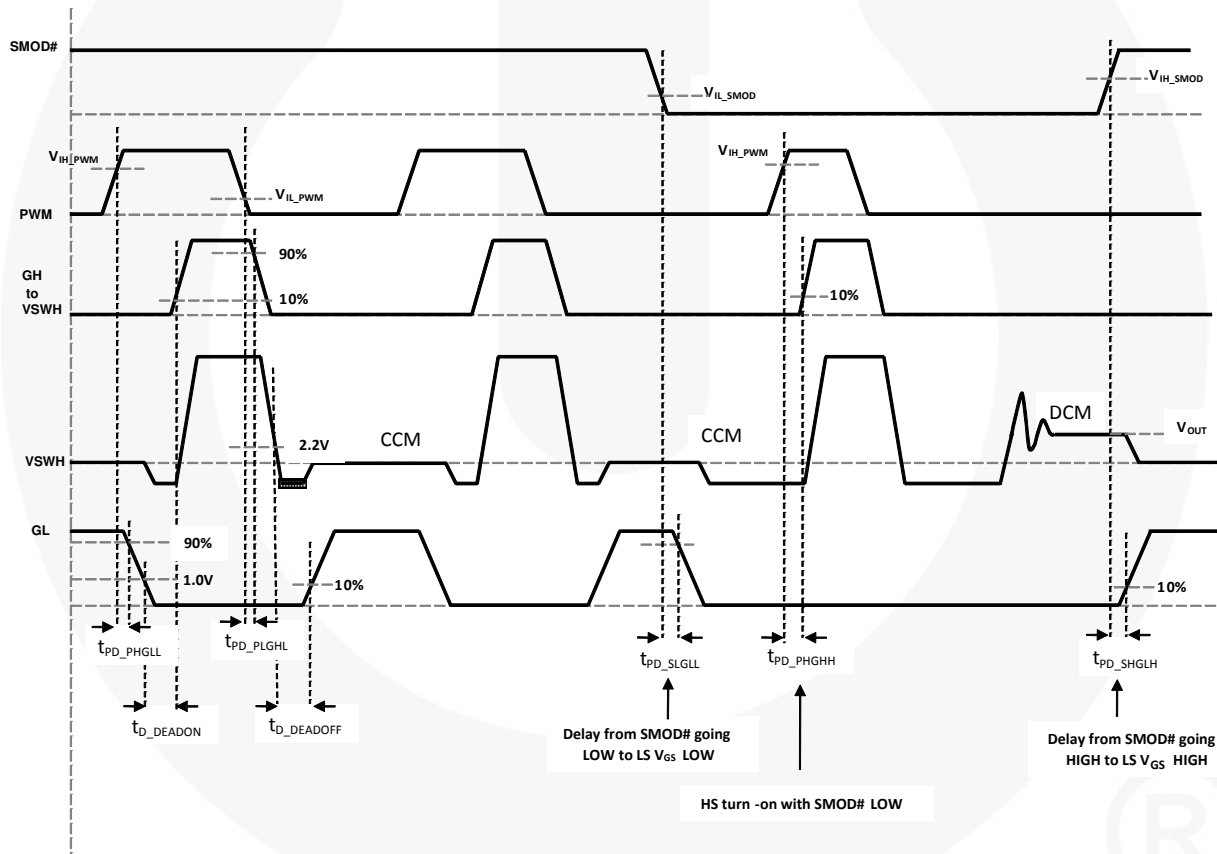 SMOD#
V_IL_SMOD
V_IH_SMOD
V_IH_PWM
V_IL_PWM
V_IH_PWM
PWM
90%
10%
10%
GH
to
VSWH
2.2V
CCM
CCM
DCM
V_OUT
VSWH
GL
90%
1.0V
10%
10%
t_PD_PHGLL
t_PD_PLGHL
t_PD_SLGLL
t_PD_PHGHH
t_PD_SHGLH
t_D_DEADON
t_D_DEADOFF
Delay from SMOD# going
LOW to LS V_GS LOW
Delay from SMOD# going
HIGH to LS V_GS HIGH
HS turn -on with SMOD# LOW
®